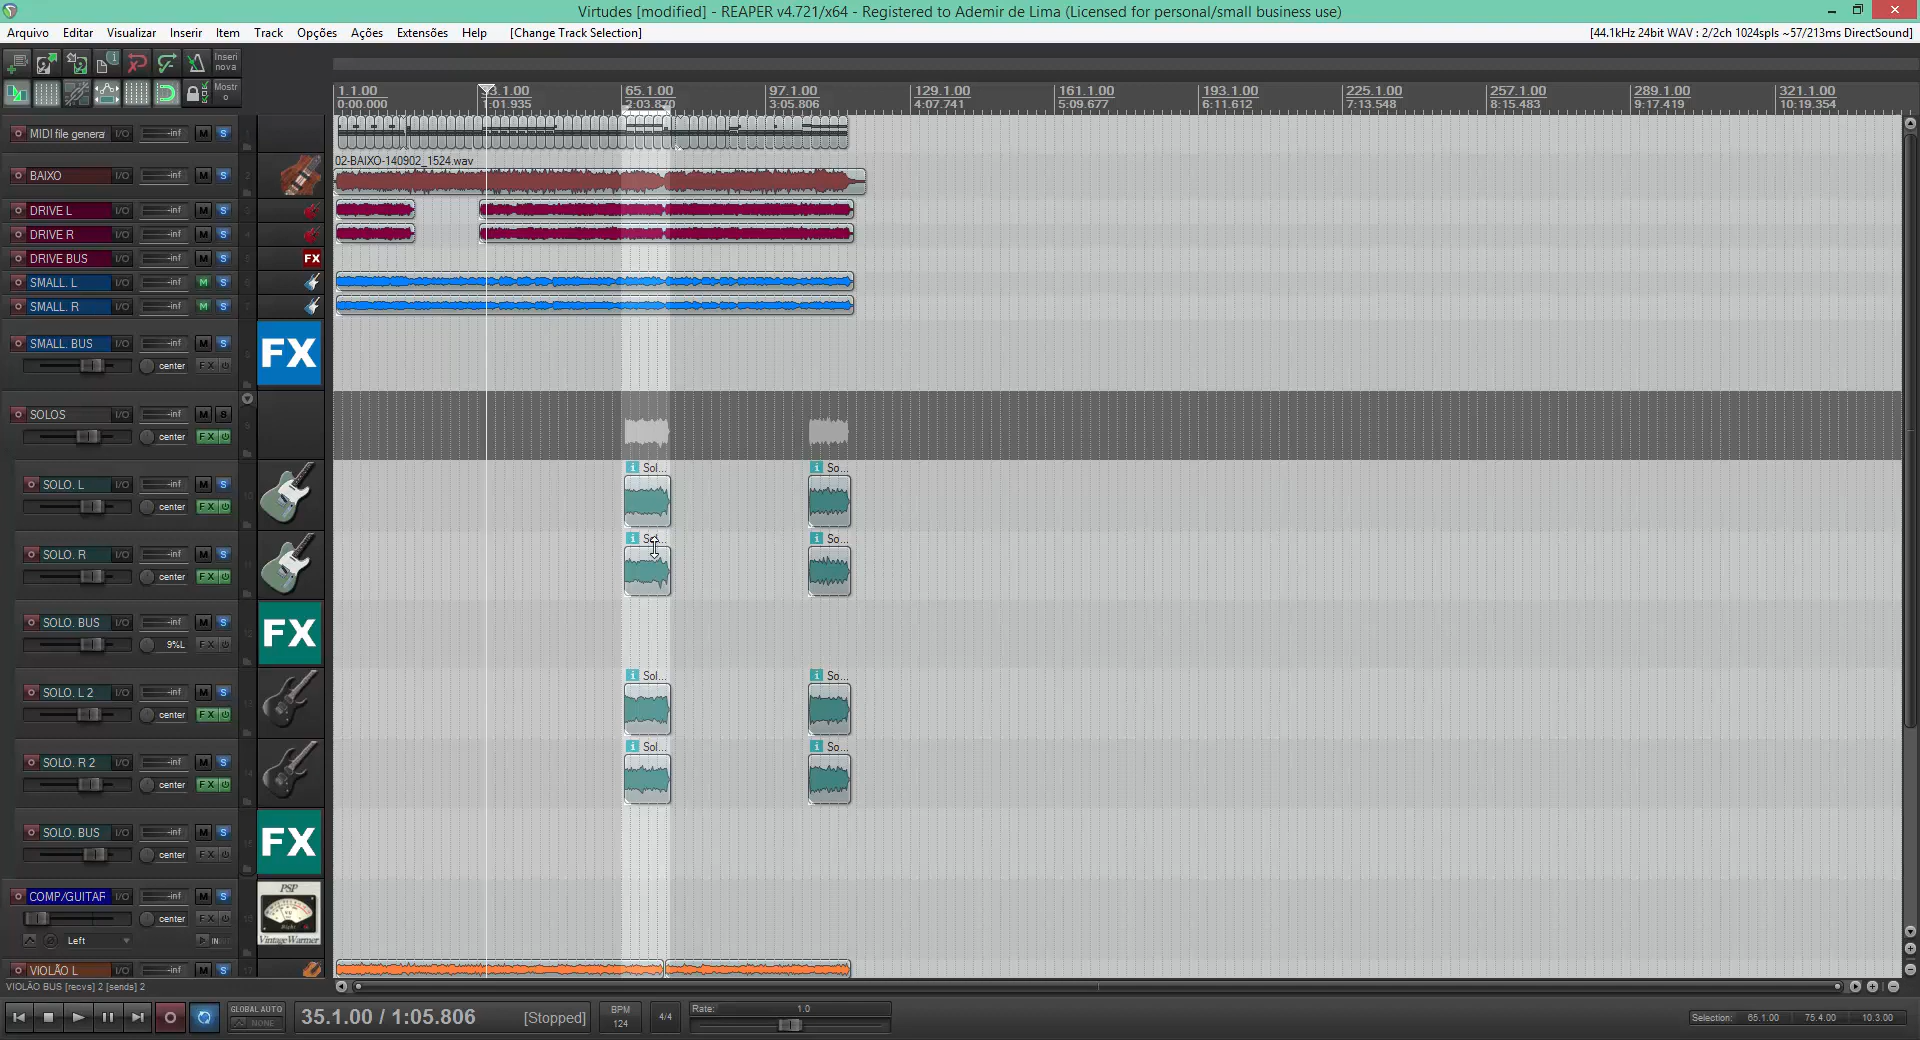 Virtudes [modified] - REAPER v4.721/x64 - Registered to Ademir de Lima (Licensed for personal/small business use)
Arquivo Editar Visualizar Inserir Item Track Opções Ações Extensões Help [Change Track Selection] [44.1kHz 24bit WAV : 2/2ch 1024spls ~57/213ms DirectSound]
Inseri
nova
Mostr
o
1.1.00 33.1.00 65.1.00 97.1.00 129.1.00 161.1.00 193.1.00 225.1.00 257.1.00 289.1.00 321.1.00
0:00.000 1:01.935 2:03.870 3:05.806 4:07.741 5:09.677 6:11.612 7:13.548 8:15.483 9:17.419 10:19.354
MIDI file genera I/O -inf M S
02-BAIXO-140902_1524.wav
BAIXO I/O -inf M S
DRIVE L I/O -inf M S
DRIVE R I/O -inf M S
DRIVE BUS I/O -inf M S FX
SMALL. L I/O -inf M S
SMALL. R I/O -inf M S
SMALL. BUS I/O -inf M S FX
center FX
SOLOS I/O -inf M S
center FX
i Sol... i So...
SOLO. L I/O -inf M S
center FX
i So... i So...
SOLO. R I/O -inf M S
center FX
SOLO. BUS I/O -inf M S FX
9%L FX
i Sol... i So...
SOLO. L 2 I/O -inf M S
center FX
i Sol... i So...
SOLO. R 2 I/O -inf M S
center FX
SOLO. BUS I/O -inf M S FX
center FX
COMP/GUITAR I/O -inf M S PSP
center FX
Left IN VintageWarmer
VIOLÃO L I/O -inf M S
VIOLÃO BUS [recvs] 2 [sends] 2
GLOBAL AUTO
NONE
35.1.00 / 1:05.806 [Stopped]
BPM
124
4/4
Rate: 1.0
Selection: 65.1.00 75.4.00 10.3.00